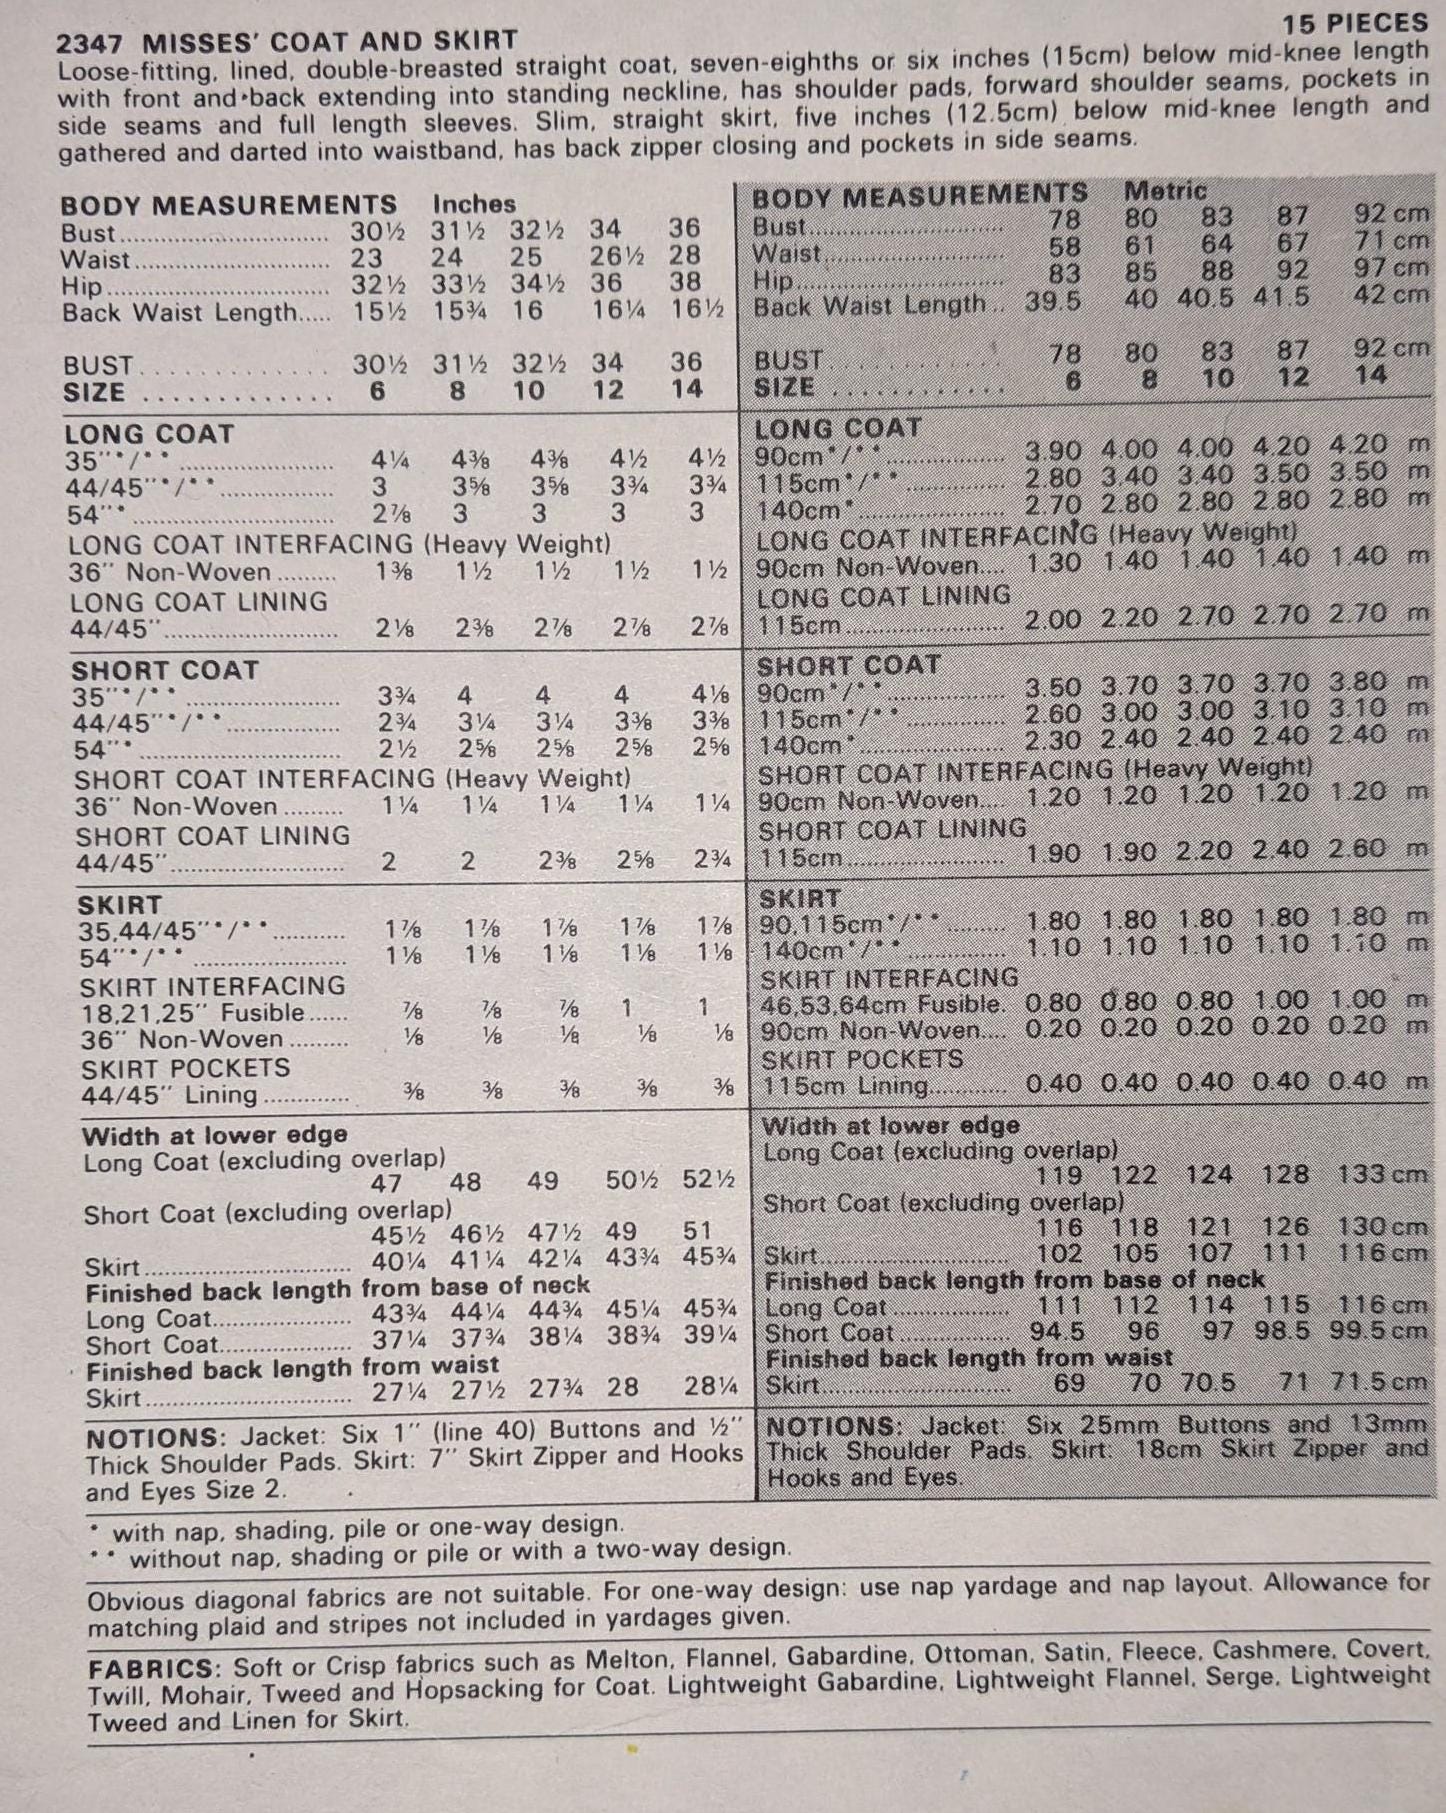 15 PIECES
2347 MISSES' COAT AND SKIRT
Loose-fitting, lined, double-breasted straight coat, seven-eighths or six inches (15cm) below mid-knee length
with front and back extending into standing neckline, has shoulder pads, forward shoulder seams, pockets in
side seams and full length sleeves. Slim, straight skirt, five inches (12.5cm) below mid-knee length and
gathered and darted into waistband, has back zipper closing and pockets in side seams.
BODY MEASUREMENTS Inches
Bust.............................. 30½ 31½ 32½ 34 36
Waist............................ 23 24 25 26½ 28
Hip................................ 32½ 33½ 34½ 36 38
Back Waist Length..... 15½ 15¾ 16 16¼ 16½
BUST............. 30½ 31½ 32½ 34 36
SIZE ............. 6 8 10 12 14
LONG COAT
35"*/** ...................... 4¼ 4⅜ 4⅜ 4½ 4½
44/45"*/**................ 3 3⅝ 3⅝ 3¾ 3¾
54"* ............................ 2⅞ 3 3 3 3
LONG COAT INTERFACING (Heavy Weight)
36" Non-Woven ......... 1⅜ 1½ 1½ 1½ 1½
LONG COAT LINING
44/45"......................... 2⅛ 2⅜ 2⅞ 2⅞ 2⅞
SHORT COAT
35"*/** ...................... 3¾ 4 4 4 4⅛
44/45"*/**................ 2¾ 3¼ 3¼ 3⅜ 3⅜
54"* ............................ 2½ 2⅝ 2⅝ 2⅝ 2⅝
SHORT COAT INTERFACING (Heavy Weight)
36" Non-Woven ......... 1¼ 1¼ 1¼ 1¼ 1¼
SHORT COAT LINING
44/45"......................... 2 2 2⅜ 2⅝ 2¾
SKIRT
35,44/45"*/**........... 1⅞ 1⅞ 1⅞ 1⅞ 1⅞
54"*/** ...................... 1⅛ 1⅛ 1⅛ 1⅛ 1⅛
SKIRT INTERFACING
18,21,25" Fusible...... ⅞ ⅞ ⅞ 1 1
36" Non-Woven ......... ⅛ ⅛ ⅛ ⅛ ⅛
SKIRT POCKETS
44/45" Lining ............. ⅜ ⅜ ⅜ ⅜ ⅜
Width at lower edge
Long Coat (excluding overlap)
47 48 49 50½ 52½
Short Coat (excluding overlap)
45½ 46½ 47½ 49 51
Skirt ............................. 40¼ 41¼ 42¼ 43¾ 45¾
Finished back length from base of neck
Long Coat................... 43¾ 44¼ 44¾ 45¼ 45¾
Short Coat.................. 37¼ 37¾ 38¼ 38¾ 39¼
Finished back length from waist
Skirt ............................. 27¼ 27½ 27¾ 28 28¼
NOTIONS: Jacket: Six 1" (line 40) Buttons and ½"
Thick Shoulder Pads. Skirt: 7" Skirt Zipper and Hooks
and Eyes Size 2.
BODY MEASUREMENTS Metric
Bust............................ 78 80 83 87 92 cm
Waist.......................... 58 61 64 67 71 cm
Hip.............................. 83 85 88 92 97 cm
Back Waist Length .. 39.5 40 40.5 41.5 42 cm
BUST............. 78 80 83 87 92 cm
SIZE ............. 6 8 10 12 14
LONG COAT
90cm*/** ................. 3.90 4.00 4.00 4.20 4.20 m
115cm*/** ............... 2.80 3.40 3.40 3.50 3.50 m
140cm*..................... 2.70 2.80 2.80 2.80 2.80 m
LONG COAT INTERFACING (Heavy Weight)
90cm Non-Woven.... 1.30 1.40 1.40 1.40 1.40 m
LONG COAT LINING
115cm....................... 2.00 2.20 2.70 2.70 2.70 m
SHORT COAT
90cm*/** ................. 3.50 3.70 3.70 3.70 3.80 m
115cm*/** ............... 2.60 3.00 3.00 3.10 3.10 m
140cm*..................... 2.30 2.40 2.40 2.40 2.40 m
SHORT COAT INTERFACING (Heavy Weight)
90cm Non-Woven.... 1.20 1.20 1.20 1.20 1.20 m
SHORT COAT LINING
115cm....................... 1.90 1.90 2.20 2.40 2.60 m
SKIRT
90,115cm*/** ......... 1.80 1.80 1.80 1.80 1.80 m
140cm*/** ............... 1.10 1.10 1.10 1.10 1.10 m
SKIRT INTERFACING
46,53,64cm Fusible. 0.80 0.80 0.80 1.00 1.00 m
90cm Non-Woven.... 0.20 0.20 0.20 0.20 0.20 m
SKIRT POCKETS
115cm Lining............ 0.40 0.40 0.40 0.40 0.40 m
Width at lower edge
Long Coat (excluding overlap)
119 122 124 128 133 cm
Short Coat (excluding overlap)
116 118 121 126 130 cm
Skirt............................ 102 105 107 111 116 cm
Finished back length from base of neck
Long Coat ................. 111 112 114 115 116 cm
Short Coat ................ 94.5 96 97 98.5 99.5 cm
Finished back length from waist
Skirt............................ 69 70 70.5 71 71.5 cm
NOTIONS: Jacket: Six 25mm Buttons and 13mm
Thick Shoulder Pads. Skirt: 18cm Skirt Zipper and
Hooks and Eyes.
* with nap, shading, pile or one-way design.
** without nap, shading or pile or with a two-way design.
Obvious diagonal fabrics are not suitable. For one-way design: use nap yardage and nap layout. Allowance for
matching plaid and stripes not included in yardages given.
FABRICS: Soft or Crisp fabrics such as Melton, Flannel, Gabardine, Ottoman, Satin, Fleece, Cashmere, Covert,
Twill, Mohair, Tweed and Hopsacking for Coat. Lightweight Gabardine, Lightweight Flannel, Serge, Lightweight
Tweed and Linen for Skirt.